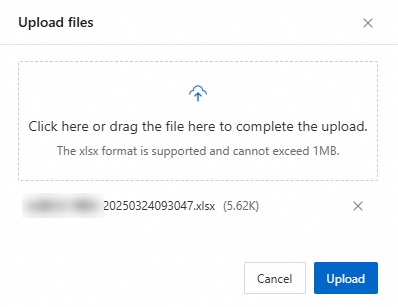 Upload files
Click here or drag the file here to complete the upload.
The xlsx format is supported and cannot exceed 1MB.
20250324093047.xlsx (5.62K)
Cancel
Upload